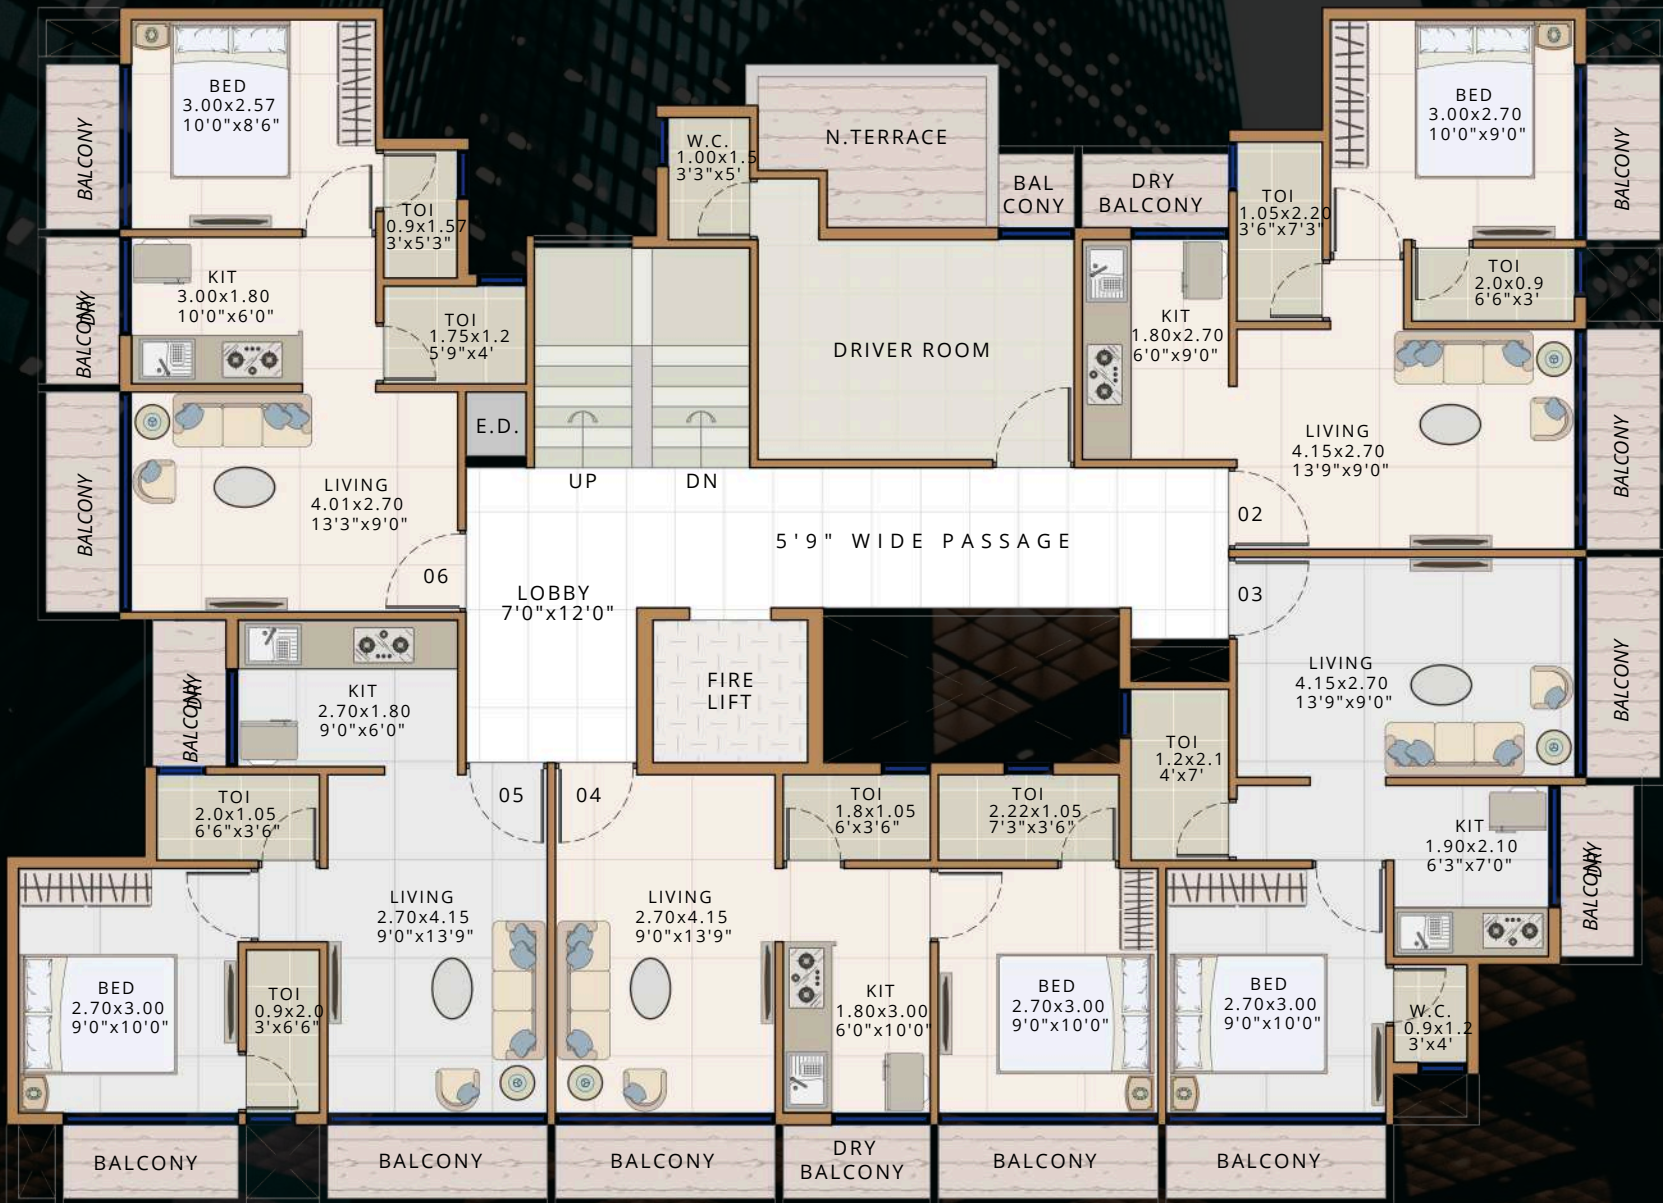 BED
3.00x2.57
10'0"x8'6"
BALCONY
TOI
0.9x1.57
3'x5'3"
KIT
3.00x1.80
10'0"x6'0"
DRY
BALCONY
TOI
1.75x1.2
5'9"x4'
E.D.
LIVING
4.01x2.70
13'3"x9'0"
BALCONY
06
W.C.
1.00x1.5
3'3"x5'
N.TERRACE
BAL
CONY
DRY
BALCONY
DRIVER ROOM
UP
DN
BED
3.00x2.70
10'0"x9'0"
BALCONY
TOI
1.05x2.20
3'6"x7'3"
TOI
2.0x0.9
6'6"x3'
KIT
1.80x2.70
6'0"x9'0"
LIVING
4.15x2.70
13'9"x9'0"
BALCONY
02
5'9" WIDE PASSAGE
LOBBY
7'0"x12'0"
FIRE
LIFT
03
LIVING
4.15x2.70
13'9"x9'0"
BALCONY
TOI
1.2x2.1
4'x7'
KIT
1.90x2.10
6'3"x7'0"
DRY
BALCONY
BED
2.70x3.00
9'0"x10'0"
W.C.
0.9x1.2
3'x4'
BALCONY
DRY
BALCONY
KIT
2.70x1.80
9'0"x6'0"
05
04
TOI
2.0x1.05
6'6"x3'6"
LIVING
2.70x4.15
9'0"x13'9"
BED
2.70x3.00
9'0"x10'0"
TOI
0.9x2.0
3'x6'6"
BALCONY
BALCONY
TOI
1.8x1.05
6'x3'6"
TOI
2.22x1.05
7'3"x3'6"
LIVING
2.70x4.15
9'0"x13'9"
KIT
1.80x3.00
6'0"x10'0"
BED
2.70x3.00
9'0"x10'0"
BALCONY
DRY
BALCONY
BALCONY